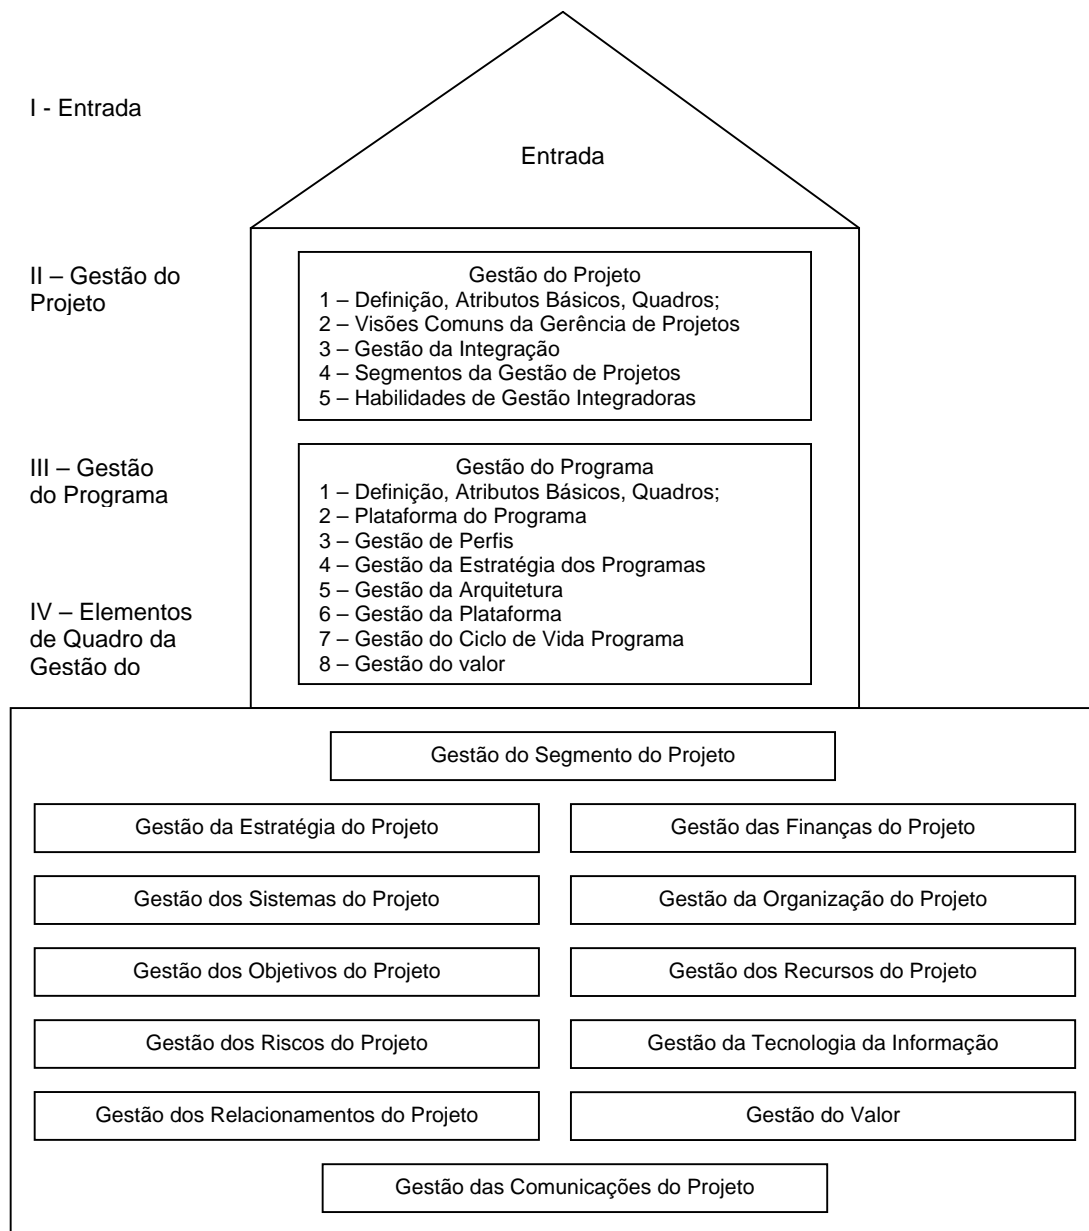 I - Entrada
Entrada
II – Gestão do
Projeto
Gestão do Projeto
1 – Definição, Atributos Básicos, Quadros;
2 – Visões Comuns da Gerência de Projetos
3 – Gestão da Integração
4 – Segmentos da Gestão de Projetos
5 – Habilidades de Gestão Integradoras
III – Gestão
do Programa
Gestão do Programa
1 – Definição, Atributos Básicos, Quadros;
2 – Plataforma do Programa
3 – Gestão de Perfis
4 – Gestão da Estratégia dos Programas
5 – Gestão da Arquitetura
6 – Gestão da Plataforma
7 – Gestão do Ciclo de Vida Programa
8 – Gestão do valor
IV – Elementos
de Quadro da
Gestão do
Gestão do Segmento do Projeto
Gestão da Estratégia do Projeto
Gestão das Finanças do Projeto
Gestão dos Sistemas do Projeto
Gestão da Organização do Projeto
Gestão dos Objetivos do Projeto
Gestão dos Recursos do Projeto
Gestão dos Riscos do Projeto
Gestão da Tecnologia da Informação
Gestão dos Relacionamentos do Projeto
Gestão do Valor
Gestão das Comunicações do Projeto